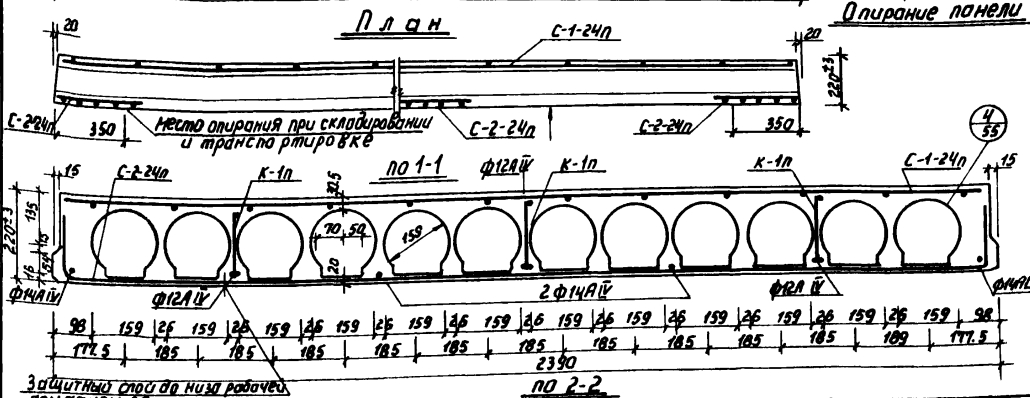 План
Опирание панели
20
С-1-24п
20
220±3
С-2-24п
350
место опирания при складировании
и транспортировке
С-2-24п
С-2-24п
350
4
55
15
С-2-24п
К-1п
по 1-1
ф12АIV
К-1п
К-1п
С-1-24п
15
220±3
135
15
54
16
30.5
70
50
159
20
ф14АIV
ф12АIV
2ф14АIV
ф12АIV
ф14АIV
98 159 26 159 26 159 26 159 26 159 26 159 26 159 26 159 26 159 26 159 26 159 26 159 98
177.5 185 185 185 185 185 185 185 185 185 189 177.5
2390
Защитный слой до низа рабочей
по 2-2